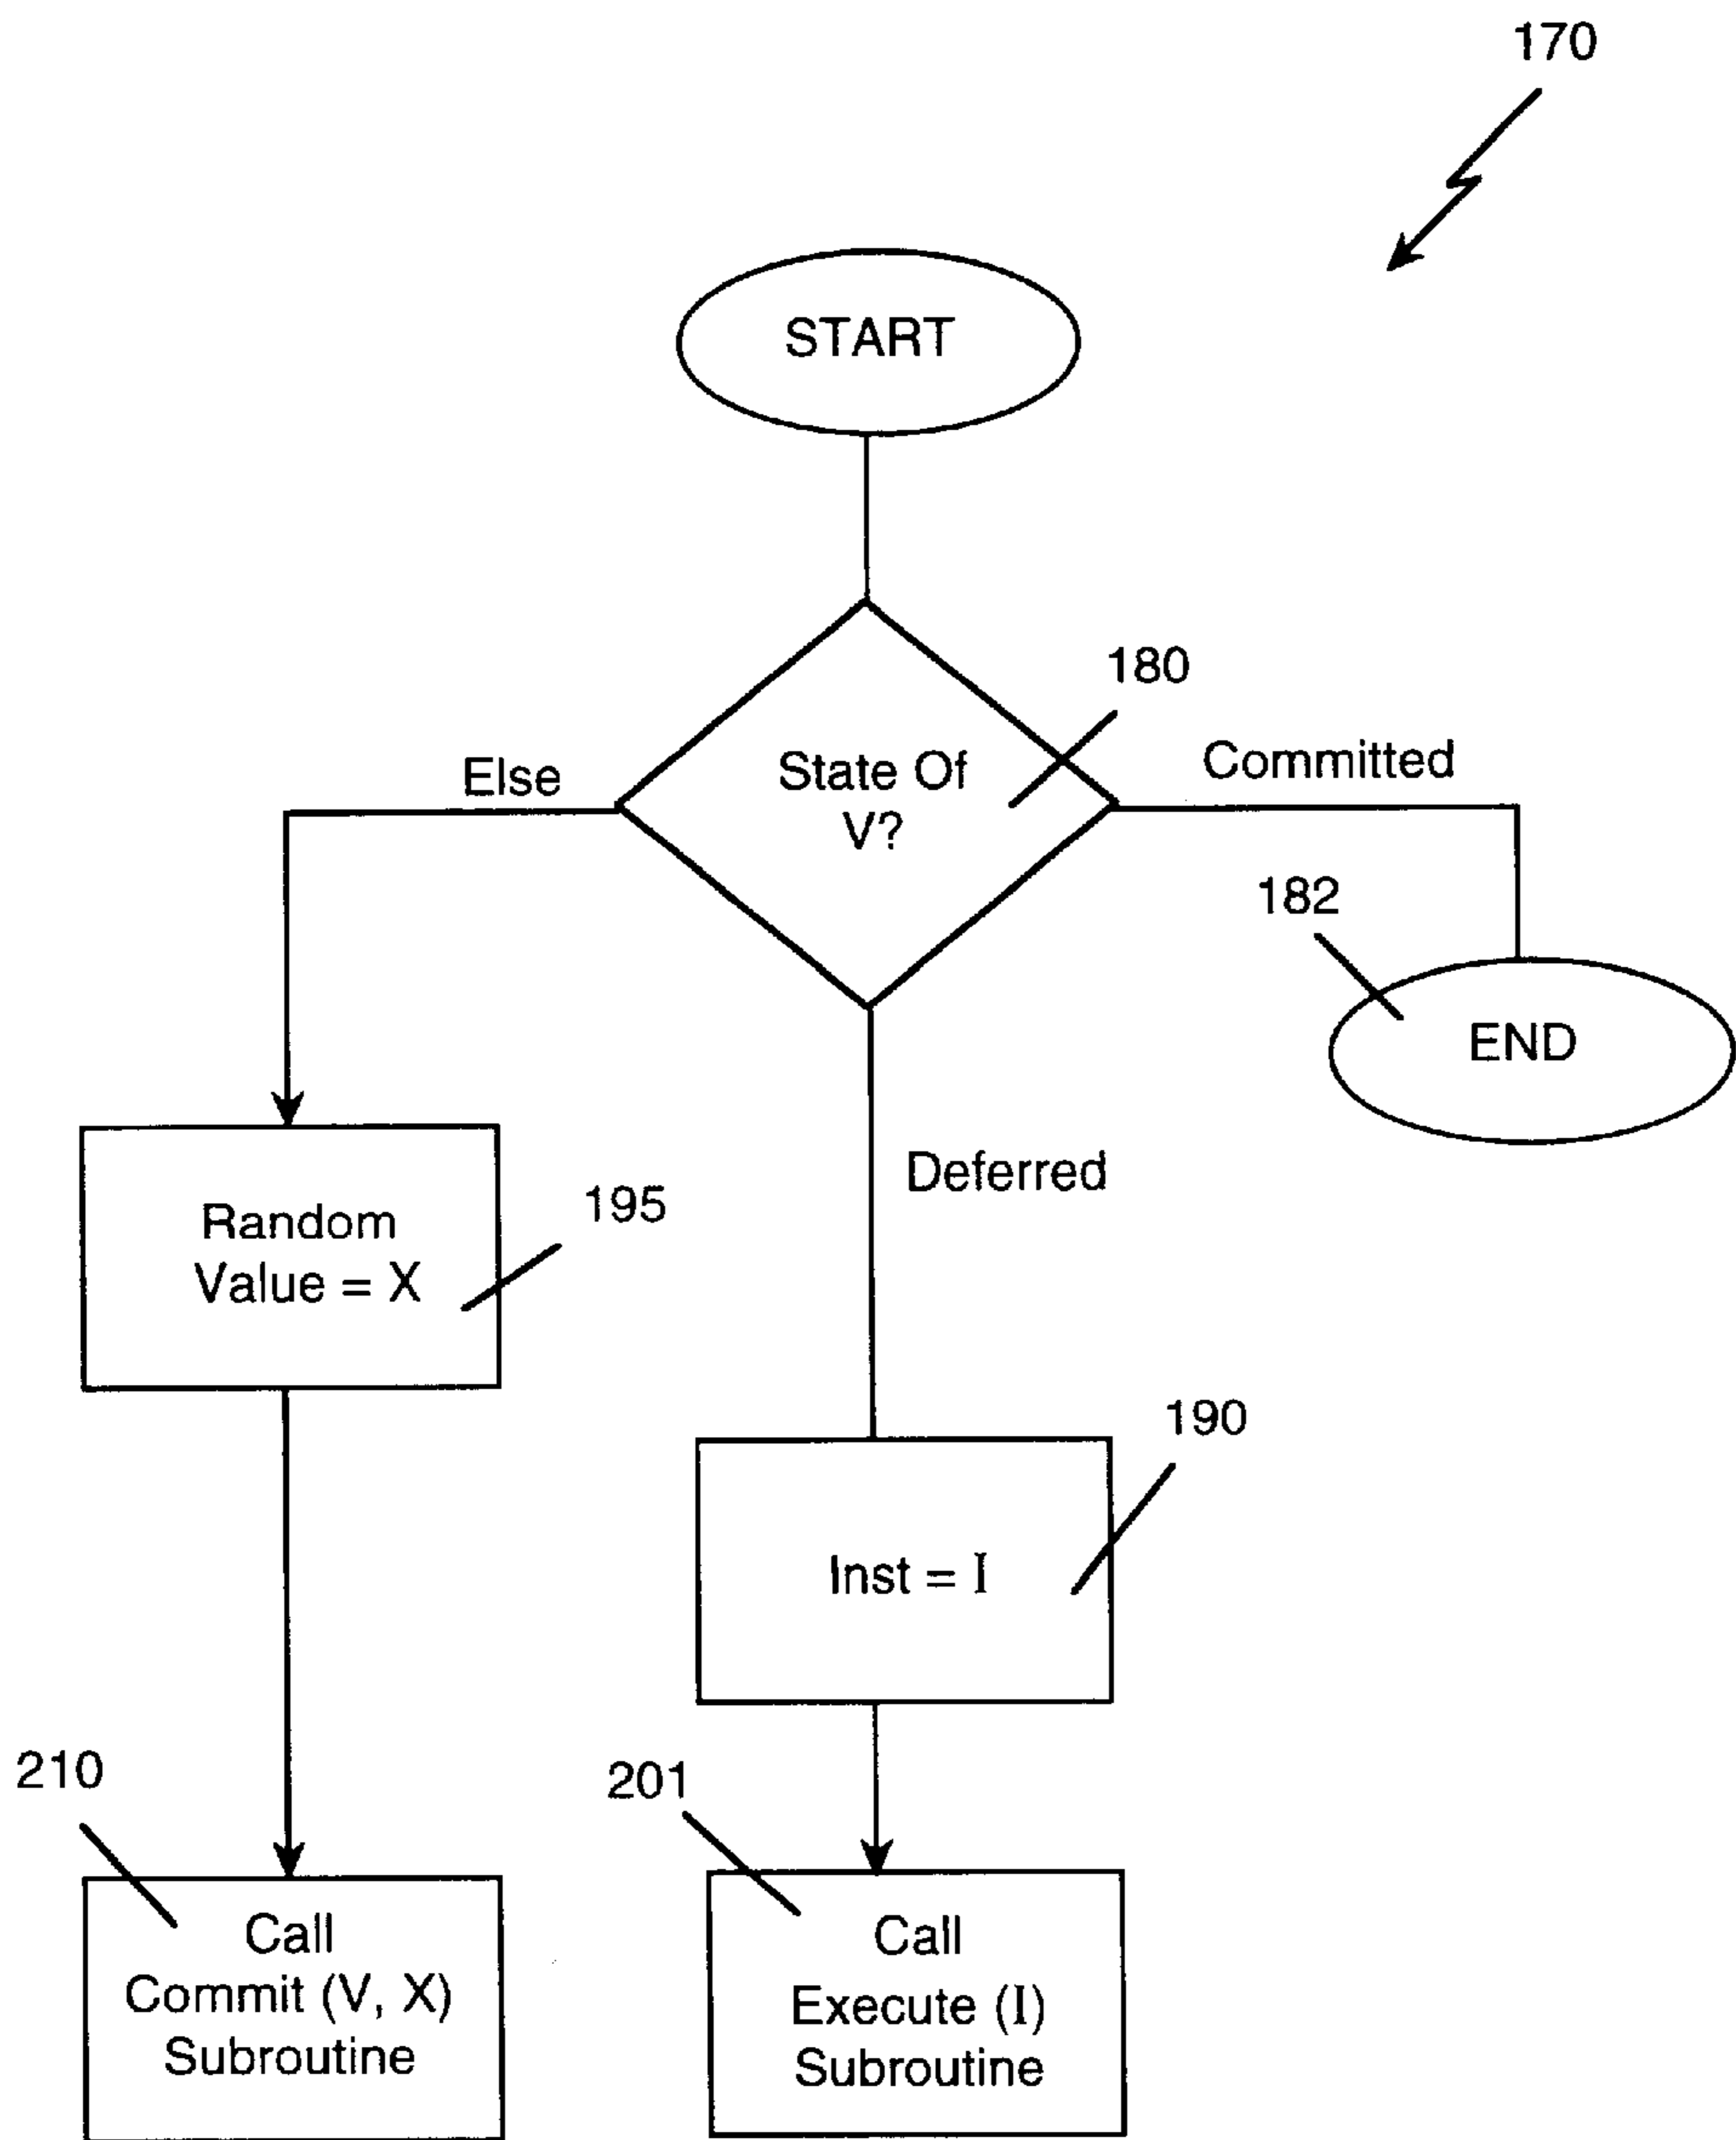 170
START
180
State Of
V?
Else
Committed
182
END
Deferred
195
Random
Value = X
190
Inst = I
210
201
Call
Commit (V, X)
Subroutine
Call
Execute (I)
Subroutine